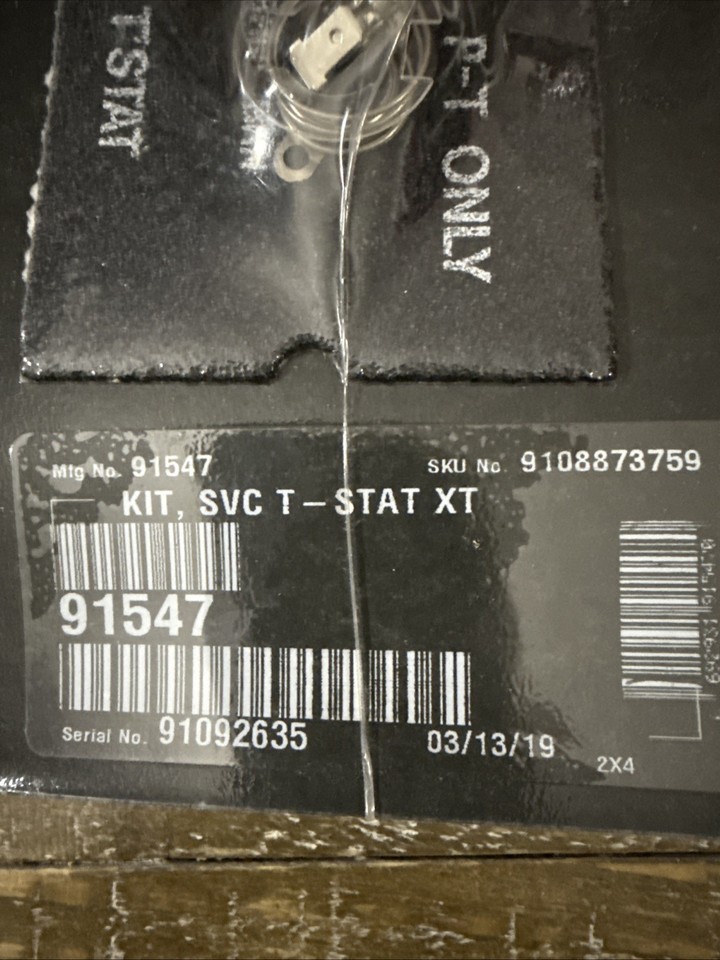 T-STAT
R-T ONLY
Mfg No. 91547
SKU No. 9108873759
KIT, SVC T-STAT XT
91547
Serial No. 91092635
03/13/19
2X4